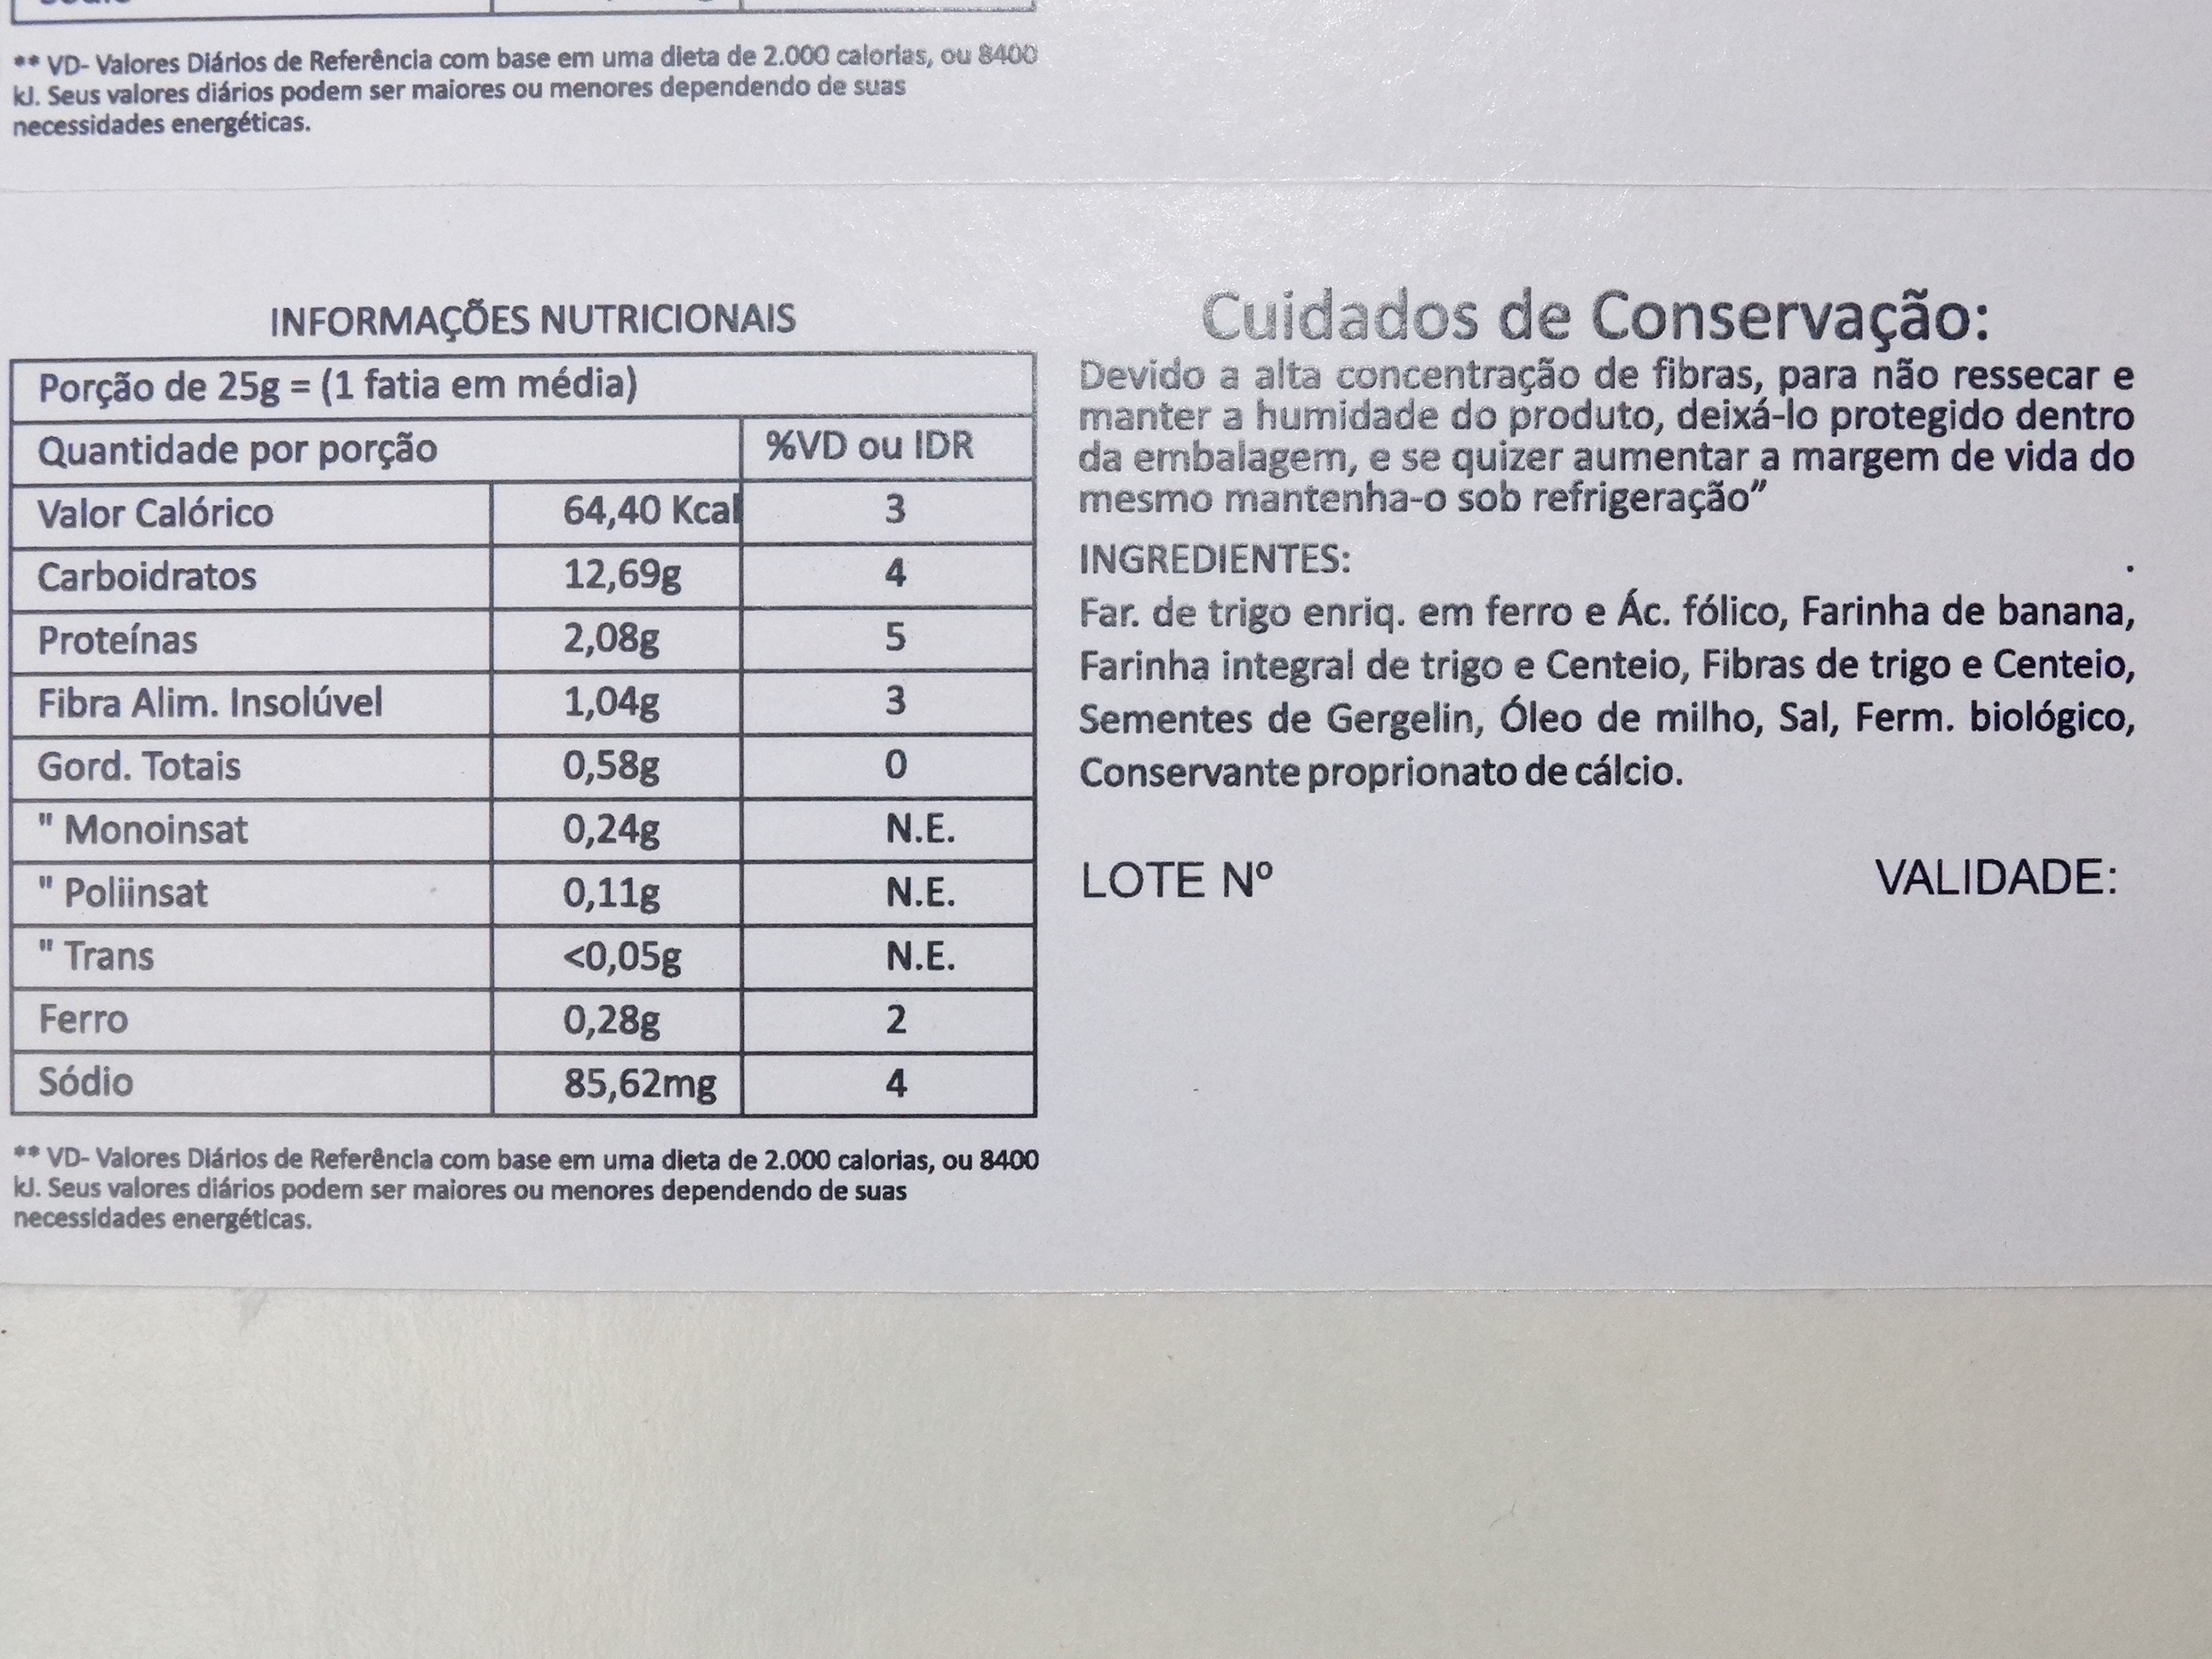 ** VD- Valores Diários de Referência com base em uma dieta de 2.000 calorias, ou 8400
kJ. Seus valores diários podem ser maiores ou menores dependendo de suas
necessidades energéticas.
INFORMAÇÕES NUTRICIONAIS
Porção de 25g = (1 fatia em média)
Quantidade por porção %VD ou IDR
Valor Calórico 64,40 Kcal 3
Carboidratos 12,69g 4
Proteínas 2,08g 5
Fibra Alim. Insolúvel 1,04g 3
Gord. Totais 0,58g 0
" Monoinsat 0,24g N.E.
" Poliinsat 0,11g N.E.
" Trans <0,05g N.E.
Ferro 0,28g 2
Sódio 85,62mg 4
** VD- Valores Diários de Referência com base em uma dieta de 2.000 calorias, ou 8400
kJ. Seus valores diários podem ser maiores ou menores dependendo de suas
necessidades energéticas.
Cuidados de Conservação:
Devido a alta concentração de fibras, para não ressecar e
manter a humidade do produto, deixá-lo protegido dentro
da embalagem, e se quizer aumentar a margem de vida do
mesmo mantenha-o sob refrigeração”
INGREDIENTES: .
Far. de trigo enriq. em ferro e Ác. fólico, Farinha de banana,
Farinha integral de trigo e Centeio, Fibras de trigo e Centeio,
Sementes de Gergelin, Óleo de milho, Sal, Ferm. biológico,
Conservante proprionato de cálcio.
LOTE Nº VALIDADE: